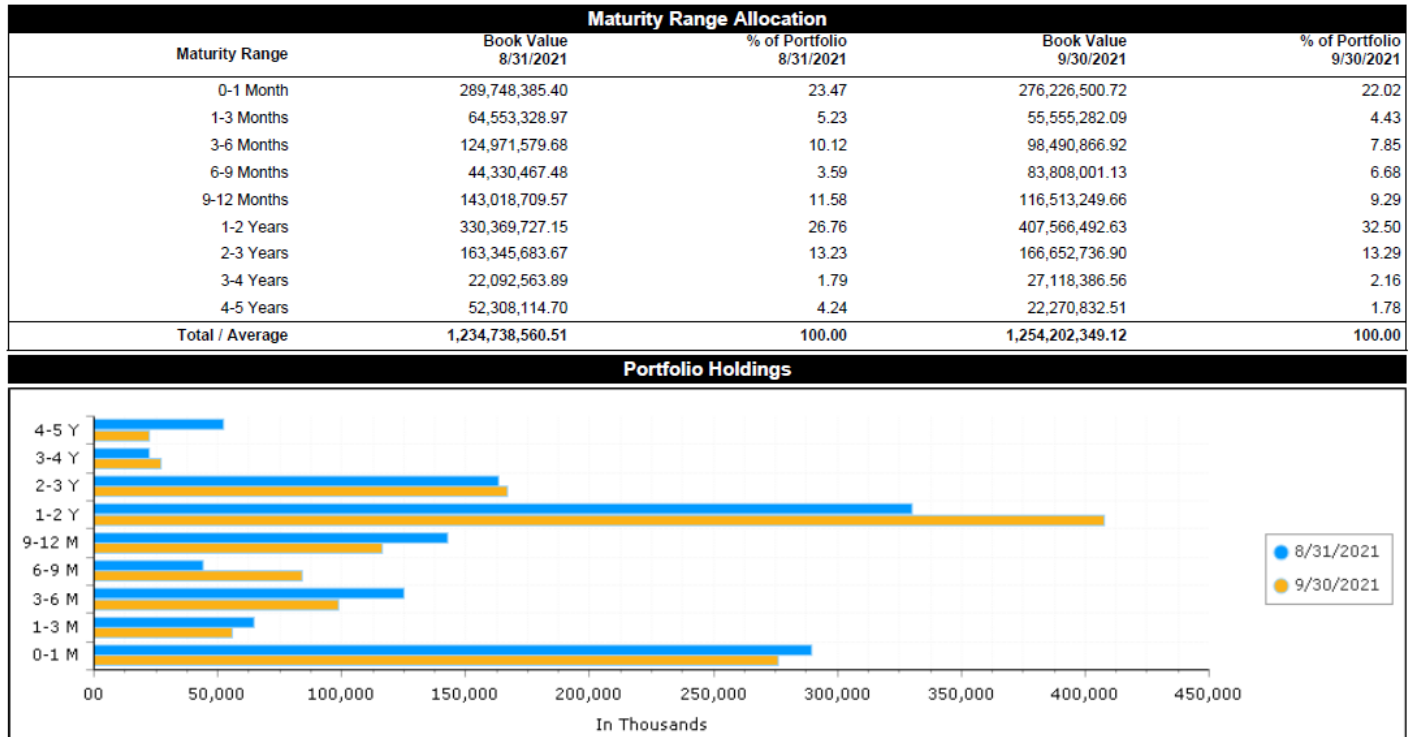 Maturity Range Allocation
Maturity Range Book Value 8/31/2021 % of Portfolio 8/31/2021 Book Value 9/30/2021 % of Portfolio 9/30/2021
0-1 Month 289,748,385.40 23.47 276,226,500.72 22.02
1-3 Months 64,553,328.97 5.23 55,555,282.09 4.43
3-6 Months 124,971,579.68 10.12 98,490,866.92 7.85
6-9 Months 44,330,467.48 3.59 83,808,001.13 6.68
9-12 Months 143,018,709.57 11.58 116,513,249.66 9.29
1-2 Years 330,369,727.15 26.76 407,566,492.63 32.50
2-3 Years 163,345,683.67 13.23 166,652,736.90 13.29
3-4 Years 22,092,563.89 1.79 27,118,386.56 2.16
4-5 Years 52,308,114.70 4.24 22,270,832.51 1.78
Total / Average 1,234,738,560.51 100.00 1,254,202,349.12 100.00
Portfolio Holdings
4-5 Y
3-4 Y
2-3 Y
1-2 Y
9-12 M
6-9 M
3-6 M
1-3 M
0-1 M
8/31/2021
9/30/2021
00 50,000 100,000 150,000 200,000 250,000 300,000 350,000 400,000 450,000
In Thousands